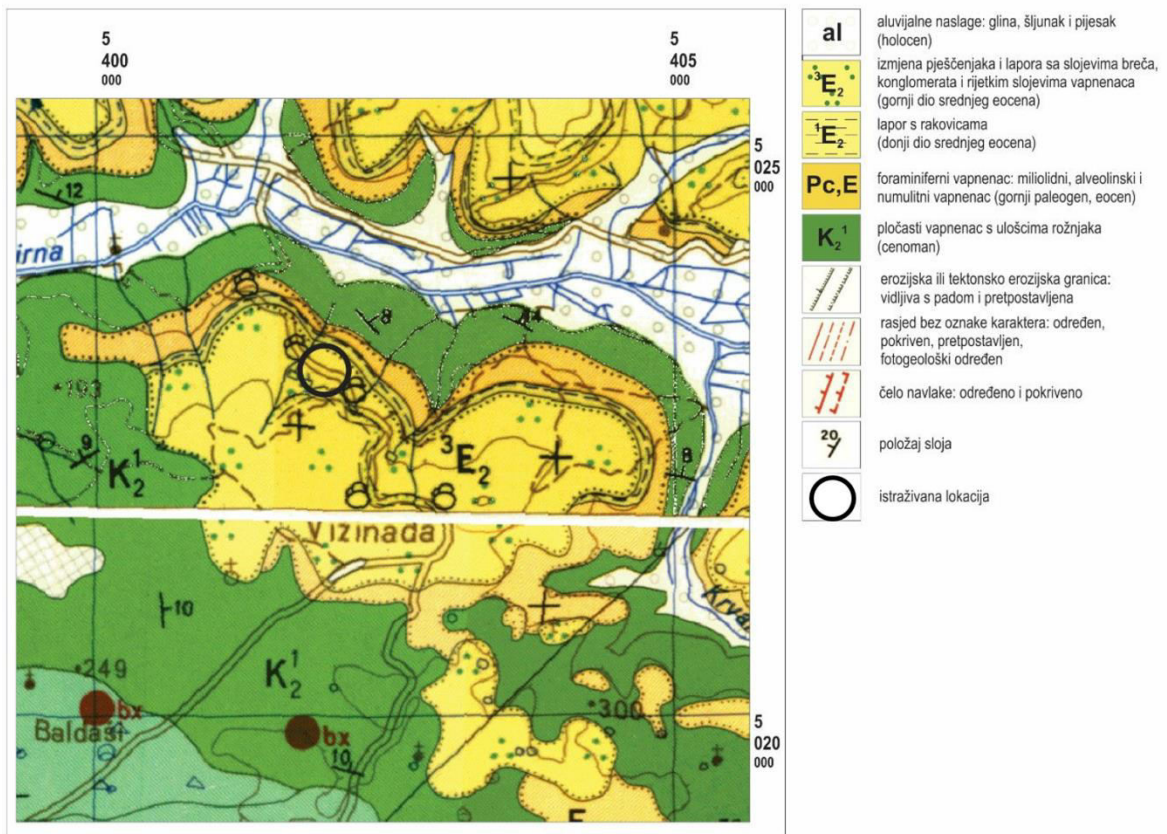 5
400
000
5
405
000
5
025
000
12
irna
8
193
9
K₂¹
³E₂
8
Vižinada
10
K₂¹
249
bx
Baldaši
bx
10
300
5
020
000
Krva
E
al
aluvijalne naslage: glina, šljunak i pijesak
(holocen)
³E₂
izmjena pješčenjaka i lapora sa slojevima breča,
konglomerata i rijetkim slojevima vapnenaca
(gornji dio srednjeg eocena)
¹E₂
lapor s rakovicama
(donji dio srednjeg eocena)
Pc,E
foraminiferni vapnenac: miliolidni, alveolinski i
numulitni vapnenac (gornji paleogen, eocen)
K₂¹
pločasti vapnenac s ulošcima rožnjaka
(cenoman)
erozijska ili tektonsko erozijska granica:
vidljiva s padom i pretpostavljena
rasjed bez oznake karaktera: određen,
pokriven, pretpostavljen,
fotogeološki određen
čelo navlake: određeno i pokriveno
20
položaj sloja
istraživana lokacija